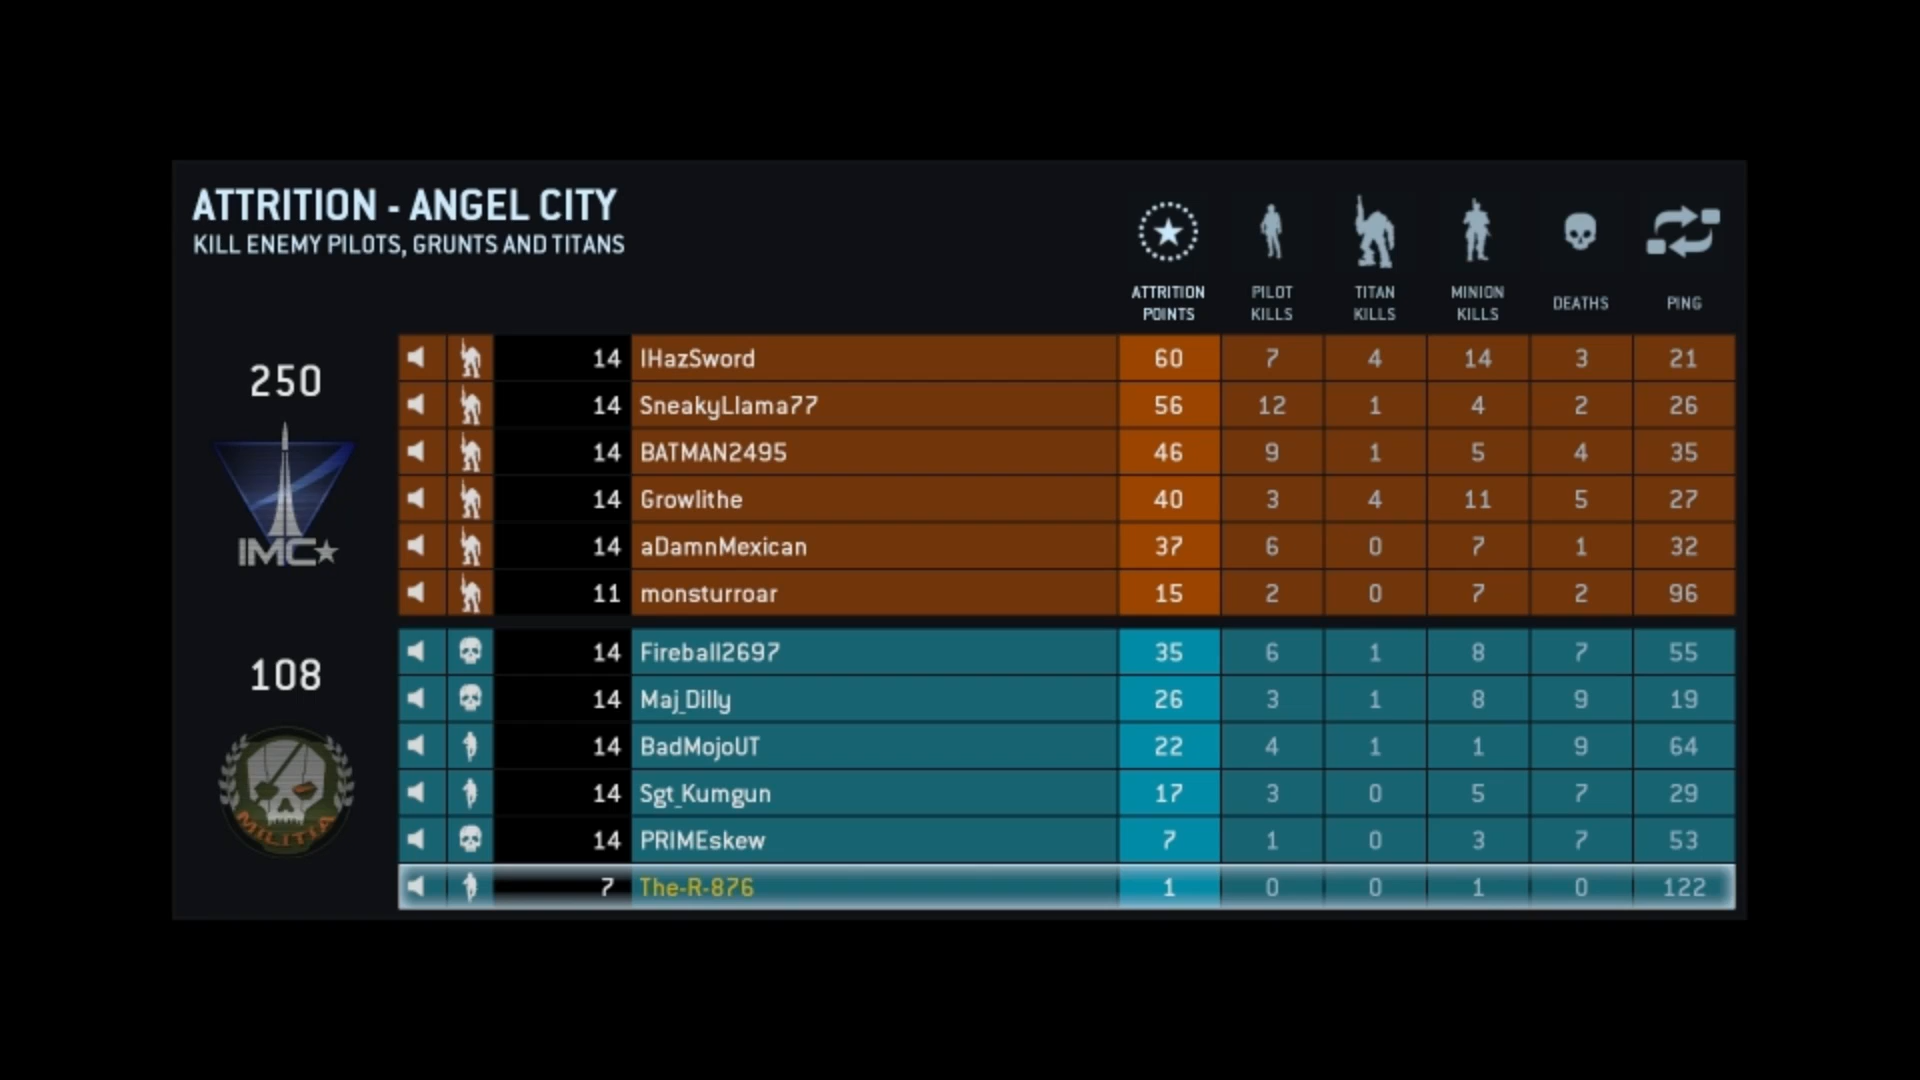 ATTRITION - ANGEL CITY
KILL ENEMY PILOTS, GRUNTS AND TITANS
ATTRITION POINTS PILOT KILLS TITAN KILLS MINION KILLS DEATHS PING
250
IMC
14 IHazSword 60 7 4 14 3 21
14 SneakyLlama77 56 12 1 4 2 26
14 BATMAN2495 46 9 1 5 4 35
14 Growlithe 40 3 4 11 5 27
14 aDamnMexican 37 6 0 7 1 32
11 monsturroar 15 2 0 7 2 96
108
MILITIA
14 Fireball2697 35 6 1 8 7 55
14 Maj_Dilly 26 3 1 8 9 19
14 BadMojoUT 22 4 1 1 9 64
14 Sgt_Kumgun 17 3 0 5 7 29
14 PRIMEskew 7 1 0 3 7 53
7 The-R-876 1 0 0 1 0 122